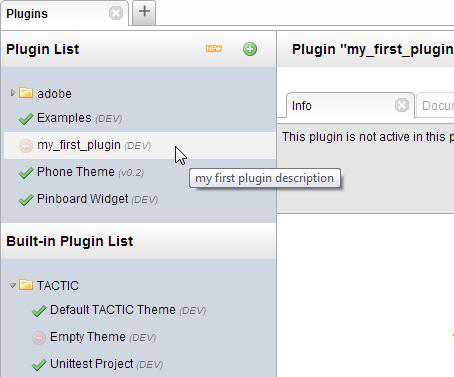 Plugins
Plugin List
NEW
Plugin "my_first_plugin
adobe
Examples (DEV)
my_first_plugin (DEV)
Phone Theme (v0.2)
Pinboard Widget (DEV)
my first plugin description
Info
Docum
This plugin is not active in this p
Built-in Plugin List
TACTIC
Default TACTIC Theme (DEV)
Empty Theme (DEV)
Unittest Project (DEV)